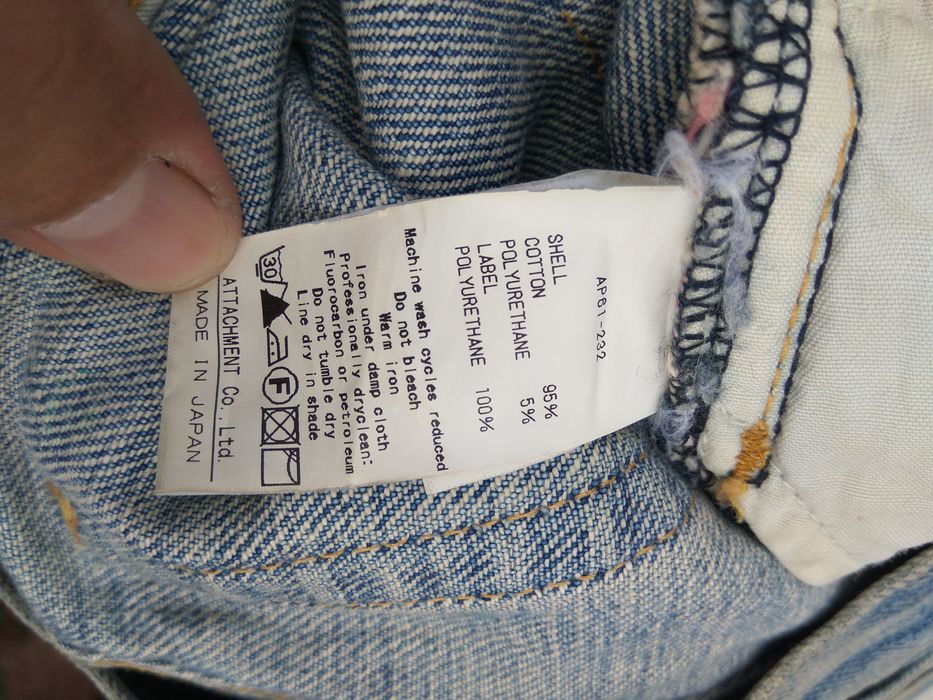 AP61-232
SHELL
COTTON 95%
POLYURETHANE 5%
LABEL
POLYURETHANE 100%
Machine wash cycles reduced
Do not bleach
Warm iron
Iron under damp cloth
Professionally dryclean:
Fluorocarbon or petroleum
Do not tumble dry
Line dry in shade
30 F
ATTACHMENT Co., Ltd.
MADE IN JAPAN